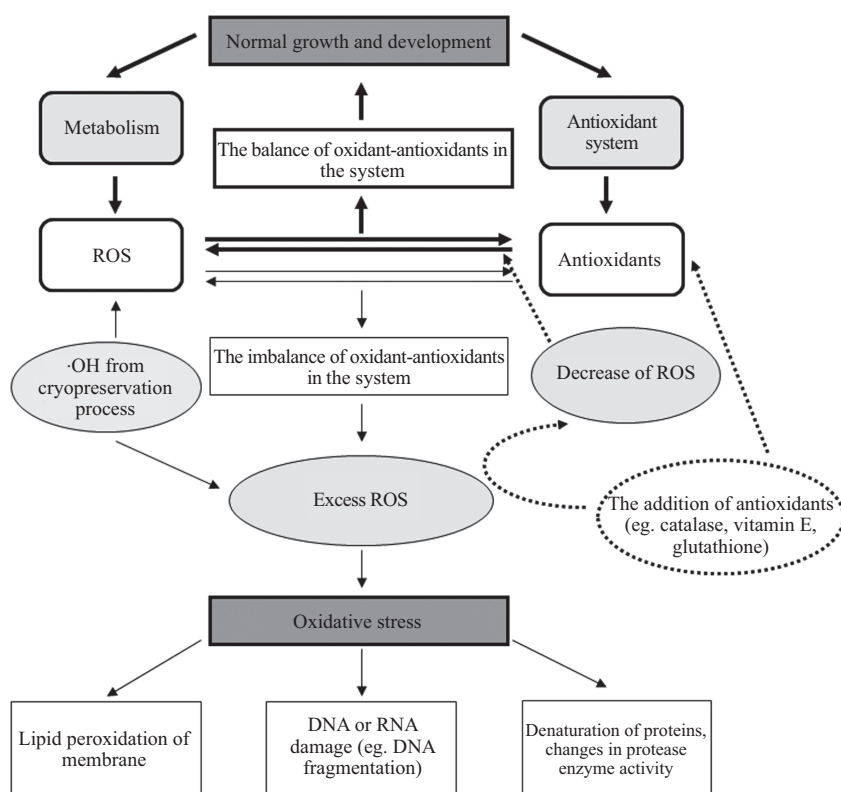 Normal growth and development
Metabolism
Antioxidant
system
The balance of oxidant-antioxidants in
the system
ROS
Antioxidants
·OH from
cryopreservation
process
The imbalance of oxidant-antioxidants
in the system
Decrease of ROS
Excess ROS
The addition of antioxidants
(eg. catalase, vitamin E,
glutathione)
Oxidative stress
Lipid peroxidation of
membrane
DNA or RNA
damage (eg. DNA
fragmentation)
Denaturation of proteins,
changes in protease
enzyme activity